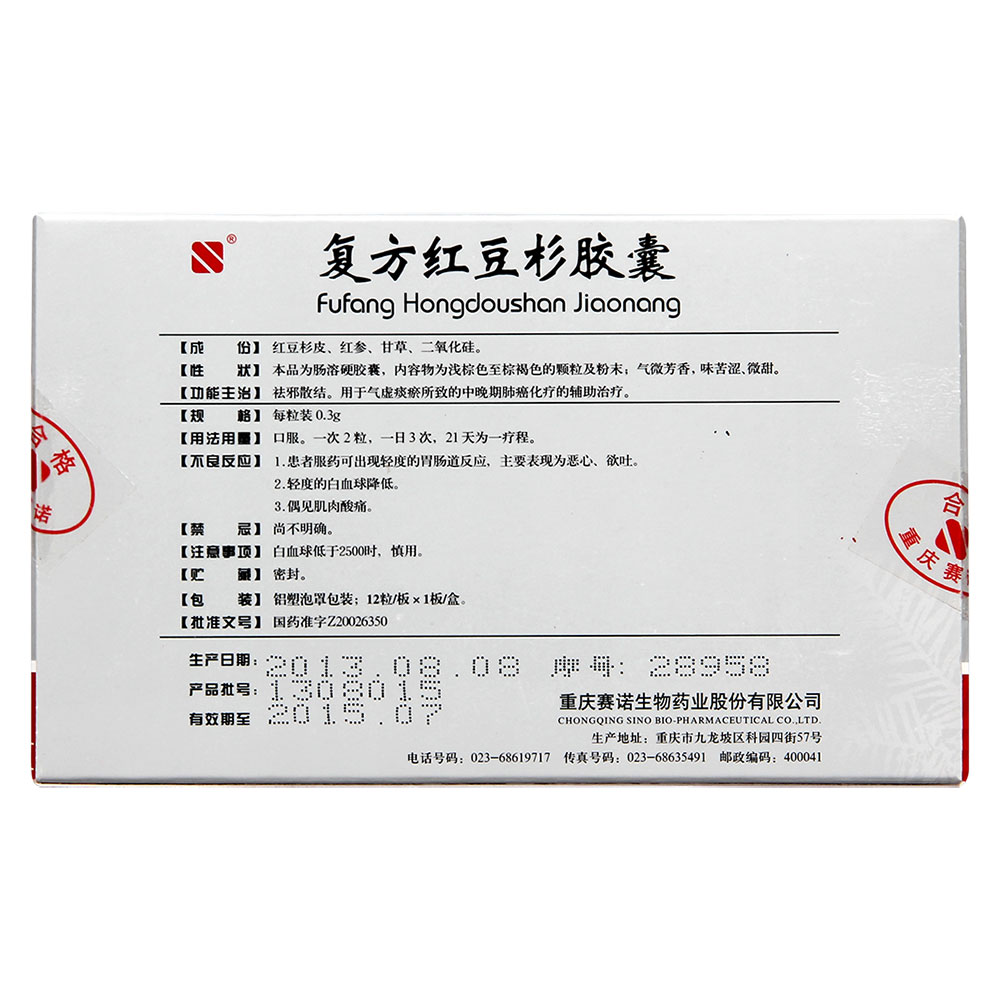 ®
复方红豆杉胶囊
Fufang Hongdoushan Jiaonang
【成 份】红豆杉皮、红参、甘草、二氧化硅。
【性 状】本品为肠溶硬胶囊，内容物为浅棕色至棕褐色的颗粒及粉末；气微芳香，味苦涩、微甜。
【功能主治】祛邪散结。用于气虚痰瘀所致的中晚期肺癌化疗的辅助治疗。
【规 格】每粒装 0.3g
【用法用量】口服。一次 2 粒，一日 3 次，21 天为一疗程。
【不良反应】1.患者服药可出现轻度的胃肠道反应，主要表现为恶心、欲吐。
2.轻度的白血球降低。
3.偶见肌肉酸痛。
【禁 忌】尚不明确。
【注意事项】白血球低于2500时，慎用。
【贮 藏】密封。
【包 装】铝塑泡罩包装；12粒/板×1板/盒。
【批准文号】国药准字Z20026350
合格
诺
合
重庆赛
生产日期：2013.08.08 库号: 28958
产品批号：1308015
有效期至 2015.07
重庆赛诺生物药业股份有限公司
CHONGQING SINO BIO-PHARMACEUTICAL CO.,LTD.
生产地址：重庆市九龙坡区科园四街57号
电话号码：023-68619717 传真号码：023-68635491 邮政编码：400041